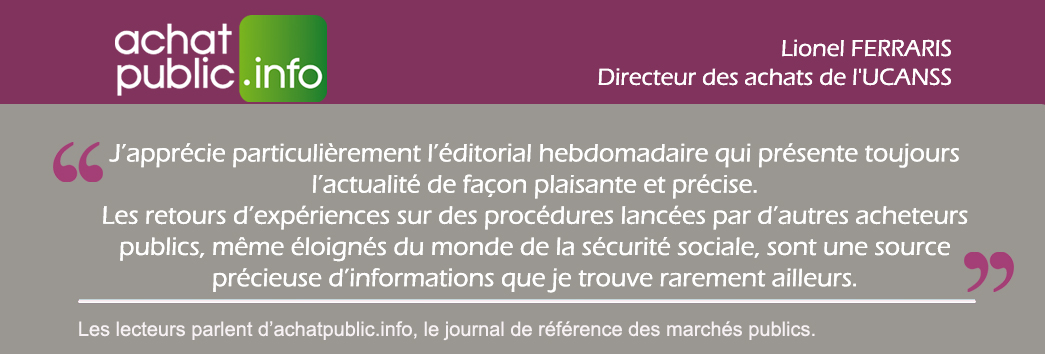 achat
public.info
Lionel FERRARIS
Directeur des achats de l'UCANSS
“J’apprécie particulièrement l’éditorial hebdomadaire qui présente toujours
l’actualité de façon plaisante et précise.
Les retours d’expériences sur des procédures lancées par d’autres acheteurs
publics, même éloignés du monde de la sécurité sociale, sont une source
précieuse d’informations que je trouve rarement ailleurs.”
Les lecteurs parlent d’achatpublic.info, le journal de référence des marchés publics.